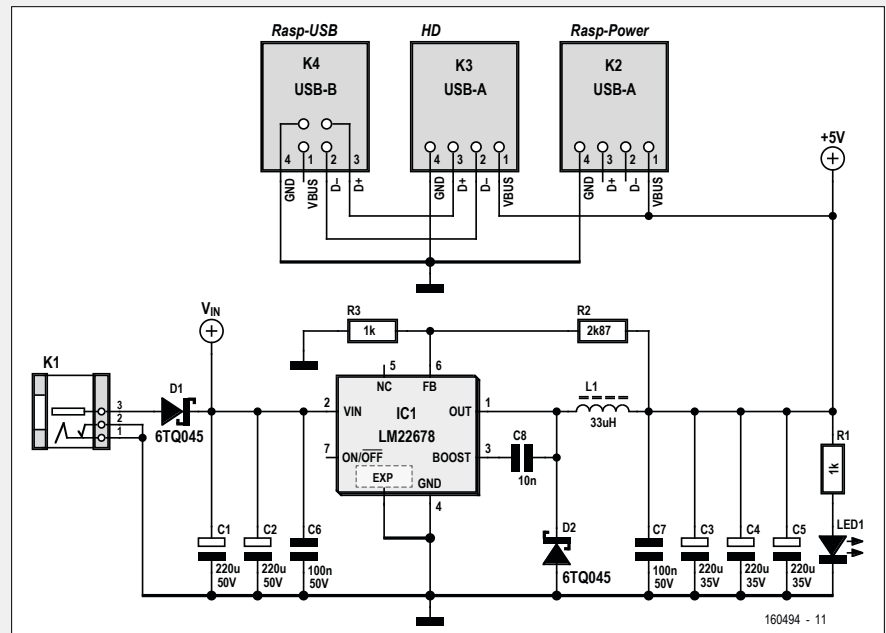 Rasp-USB HD Rasp-Power
K4 K3 K2
USB-B USB-A USB-A
+5V
4 1 2 3 4 3 2 1 4 3 2 1
GND VBUS D– D+ GND D+ D– VBUS GND D+ D– VBUS
VIN
R3 R2
1k 2k87
K1
D1
5 6
NC FB
L1
3 2 VIN IC1 OUT 1
2 LM22678 33uH
1
6TQ045
R1
C8
7 ON/OFF BOOST 3
1k
EXP GND
10n
4
C1 C2 C6 D2 C7 C3 C4 C5 LED1
220u 220u 100n 100n 220u 220u 220u
50V 50V 50V 50V 35V 35V 35V
6TQ045
160494 - 11